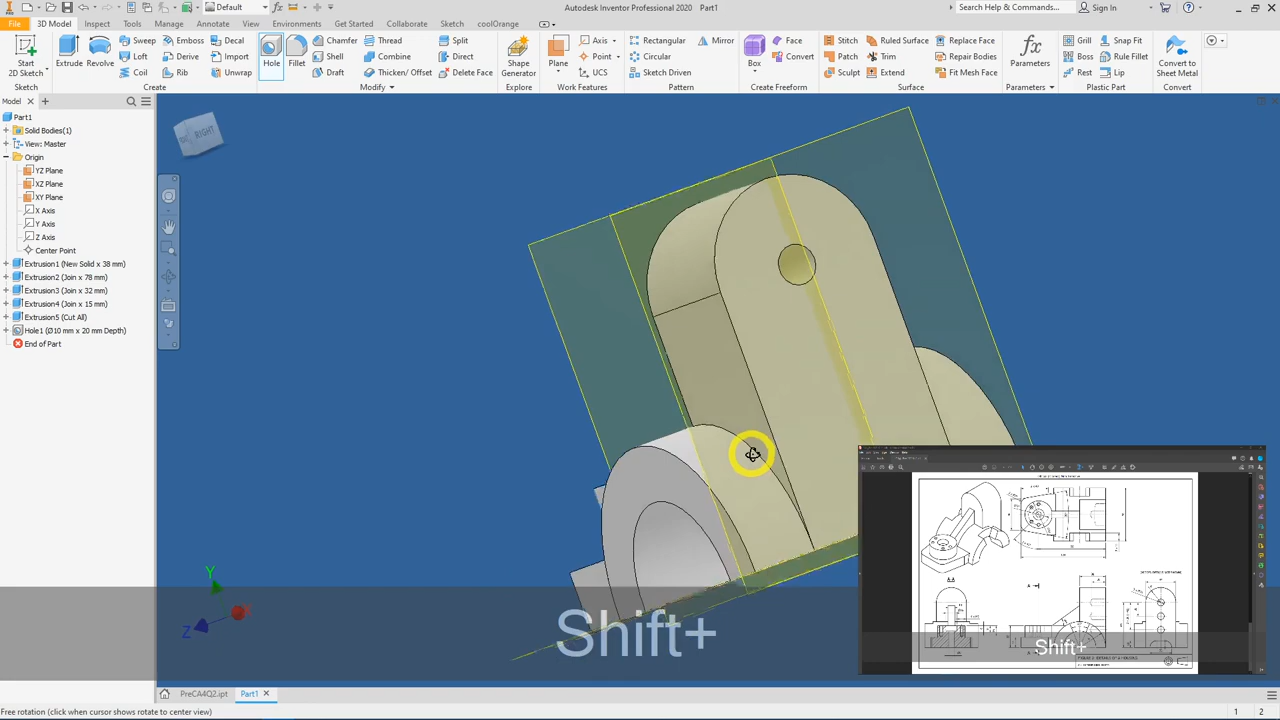 Default
Autodesk Inventor Professional 2020 Part1
Search Help & Commands...
Sign In
File
3D Model
Inspect
Tools
Manage
Annotate
View
Environments
Get Started
Collaborate
Sketch
coolOrange
Start
2D Sketch
Sketch
Extrude
Revolve
Sweep
Loft
Coil
Emboss
Derive
Rib
Decal
Import
Unwrap
Create
Hole
Fillet
Chamfer
Shell
Draft
Thread
Combine
Thicken/ Offset
Split
Direct
Delete Face
Modify
Shape
Generator
Explore
Plane
Axis
Point
UCS
Work Features
Rectangular
Circular
Sketch Driven
Mirror
Pattern
Box
Face
Convert
Create Freeform
Stitch
Patch
Sculpt
Ruled Surface
Trim
Extend
Replace Face
Repair Bodies
Fit Mesh Face
Surface
fx
Parameters
Parameters
Grill
Boss
Rest
Snap Fit
Rule Fillet
Lip
Plastic Part
Convert to
Sheet Metal
Convert
Model
Part1
Solid Bodies(1)
View: Master
Origin
YZ Plane
XZ Plane
XY Plane
X Axis
Y Axis
Z Axis
Center Point
Extrusion1 (New Solid x 38 mm)
Extrusion2 (Join x 78 mm)
Extrusion3 (Join x 32 mm)
Extrusion4 (Join x 15 mm)
Extrusion5 (Cut All)
Hole1 (Ø10 mm x 20 mm Depth)
End of Part
RIGHT
Y
Z
Shift+
Shift+
PreCA4Q2.ipt
Part1
Free rotation (click when cursor shows rotate to center view)
1
2